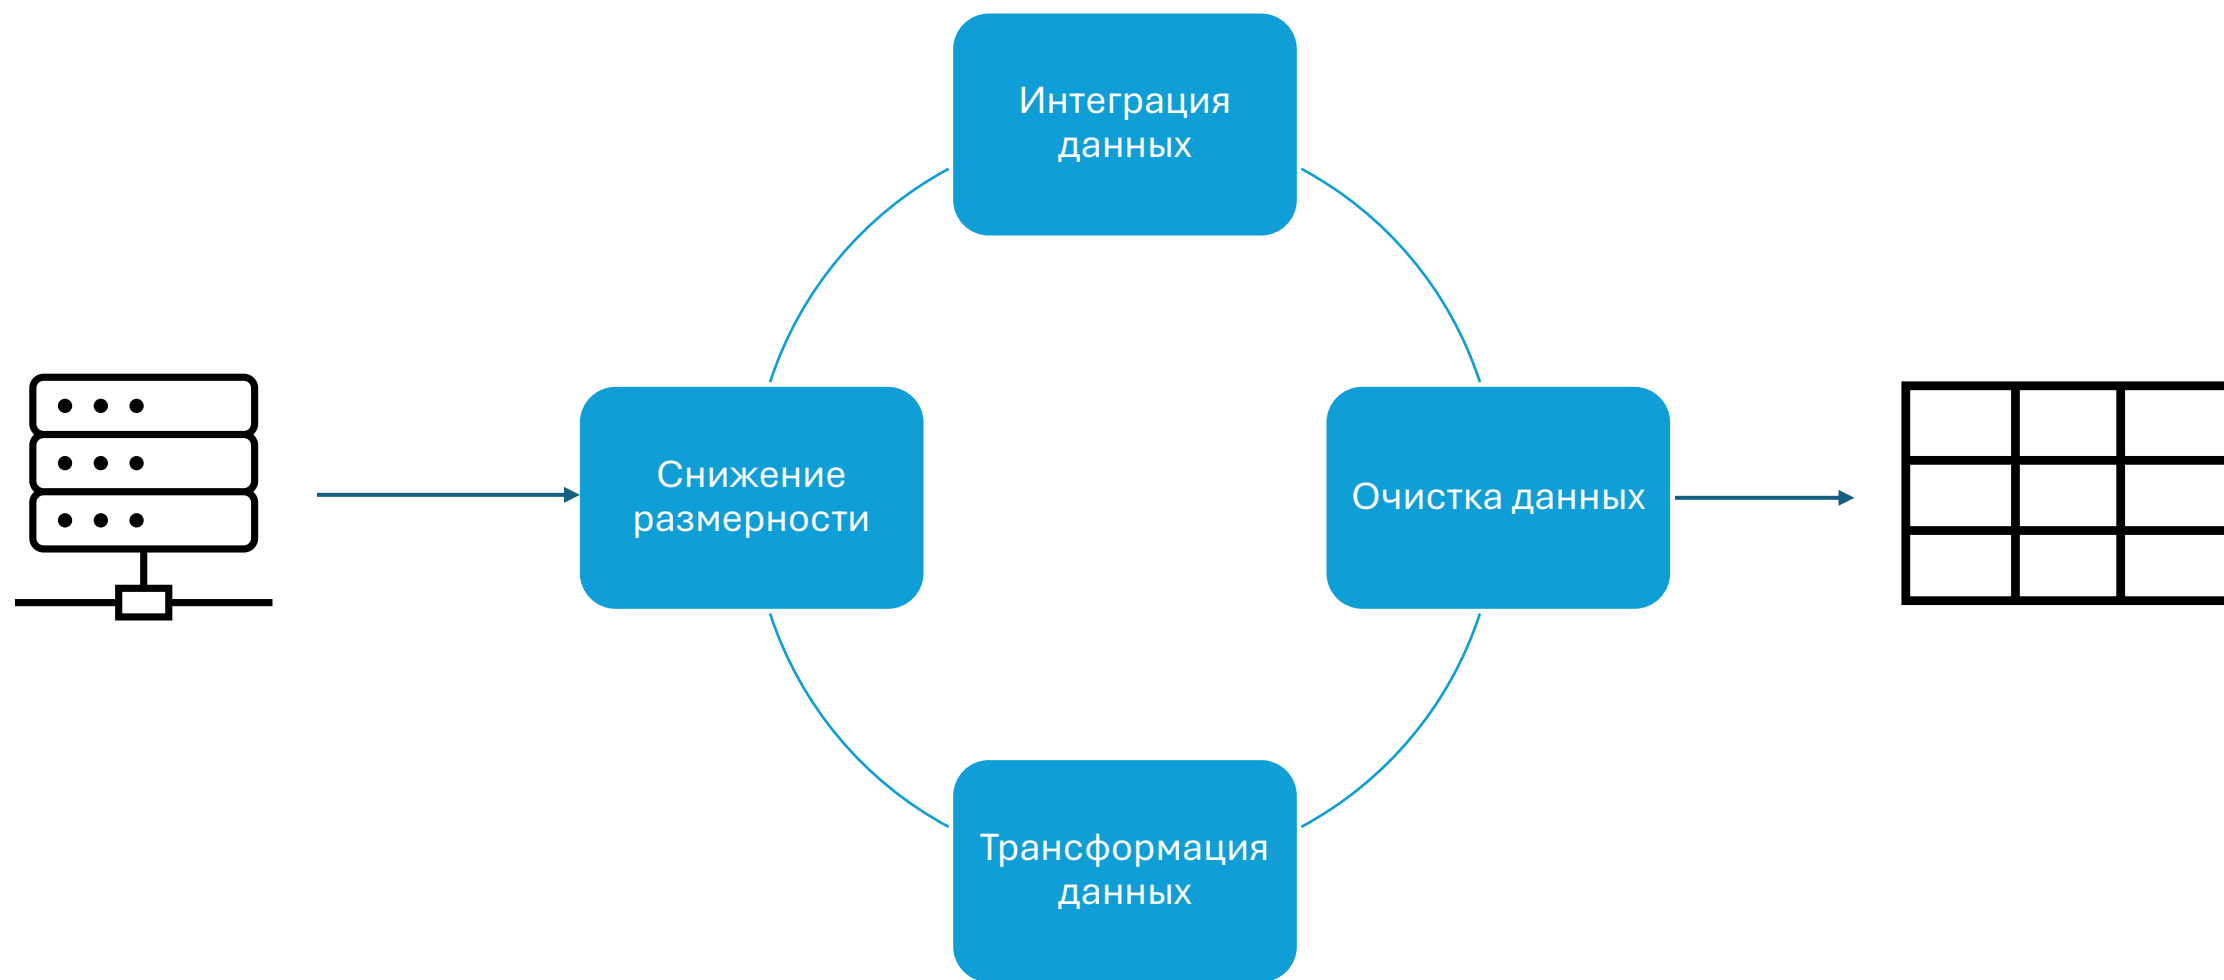 Интеграция
данных
Снижение
размерности
Очистка данных
Трансформация
данных